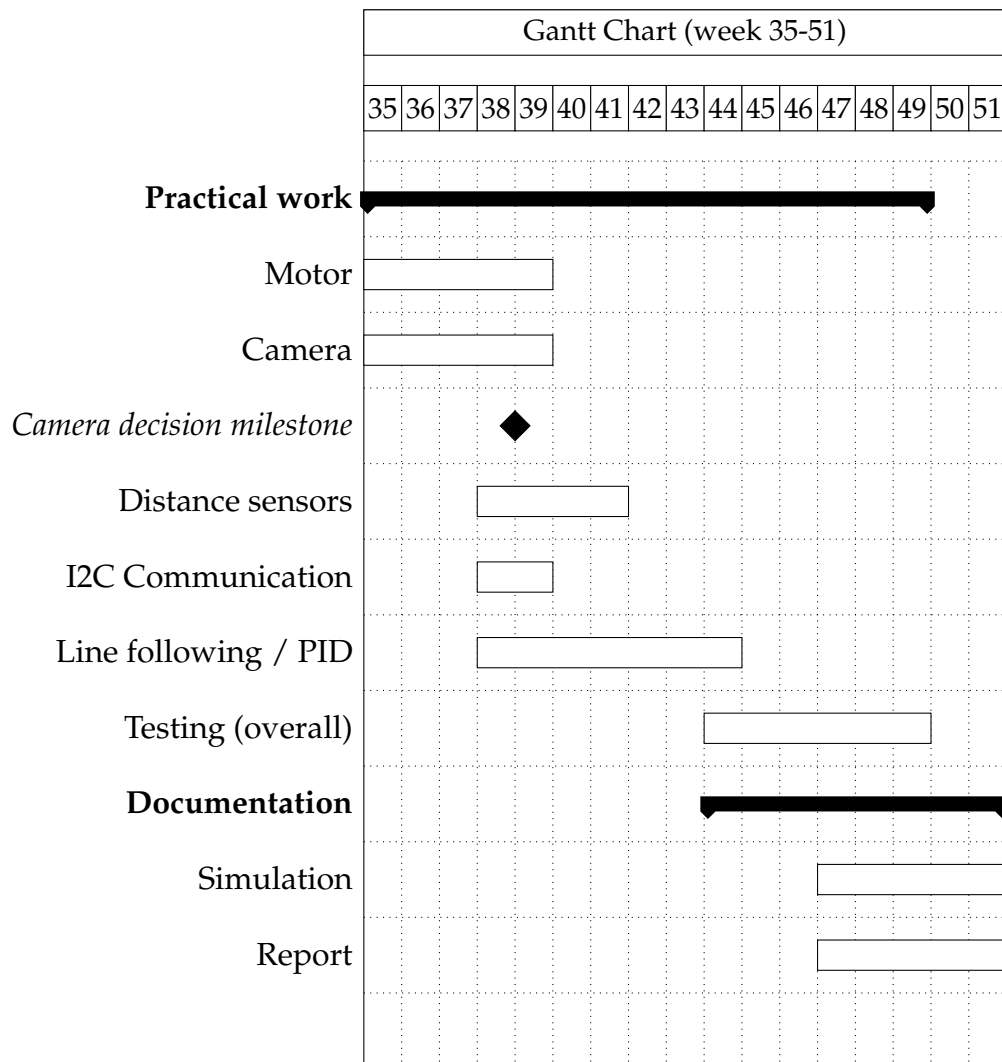 Gantt Chart (week 35-51)
35 36 37 38 39 40 41 42 43 44 45 46 47 48 49 50 51
Practical work
Motor
Camera
Camera decision milestone
Distance sensors
I2C Communication
Line following / PID
Testing (overall)
Documentation
Simulation
Report